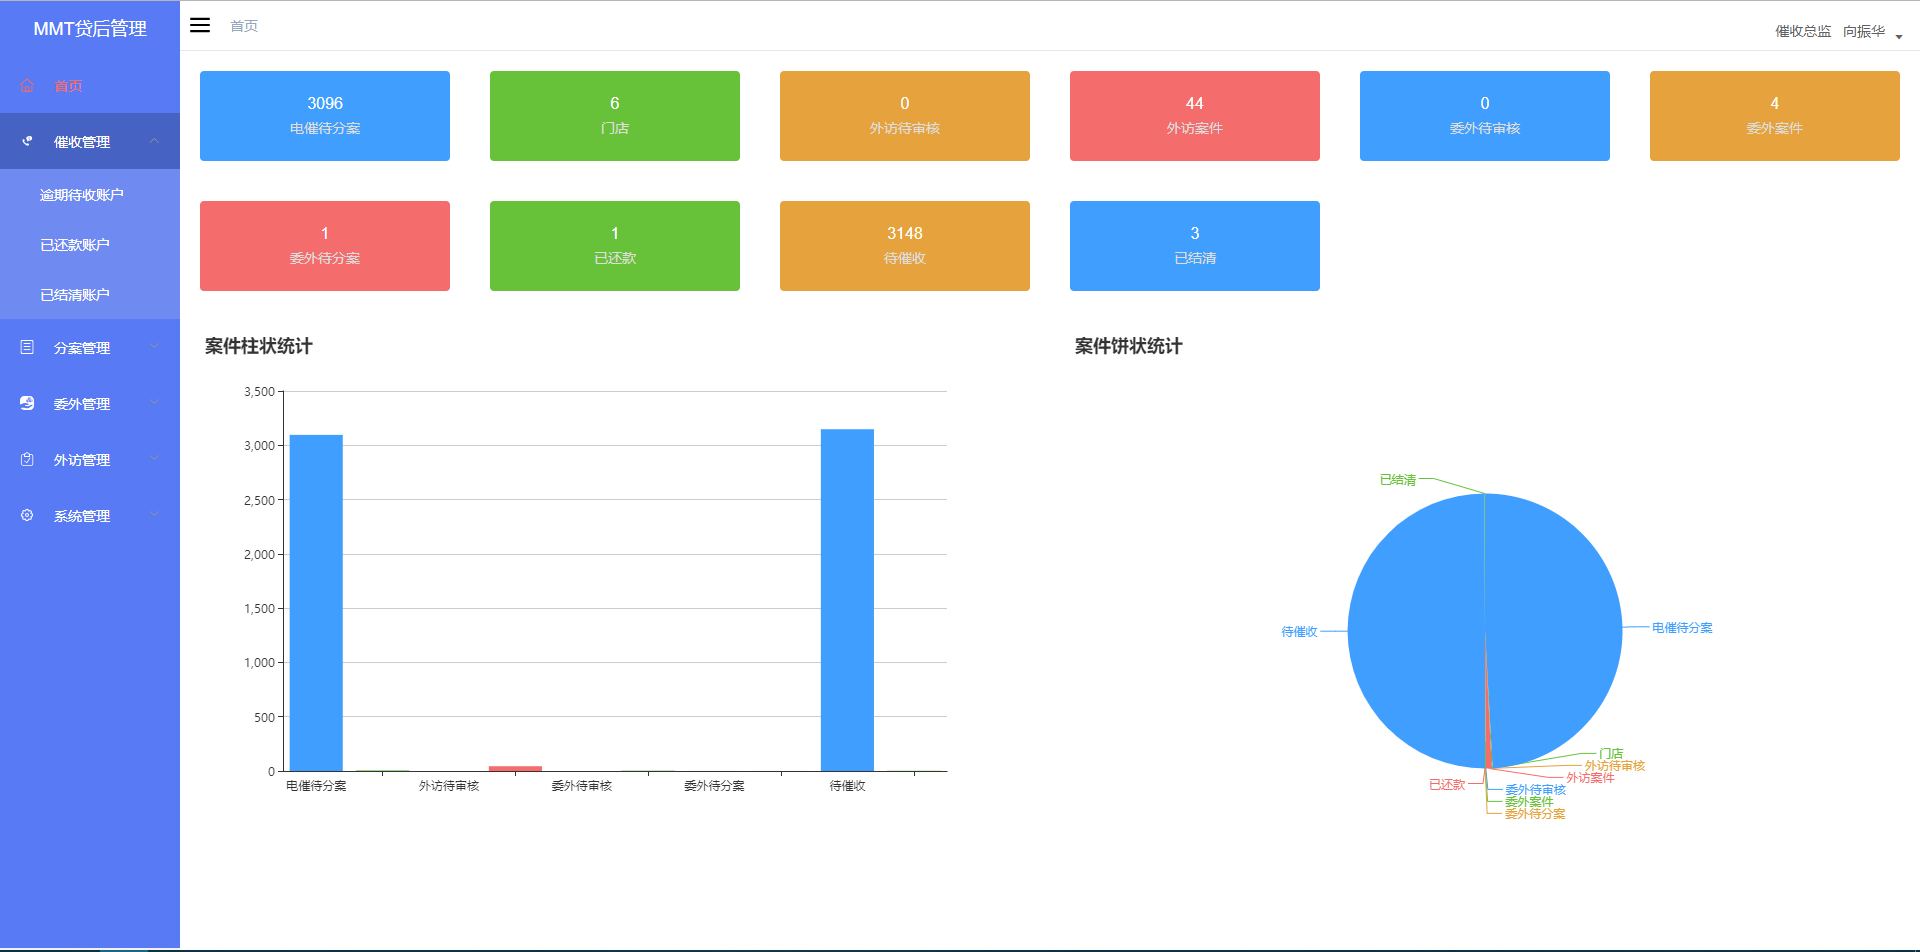 MMT贷后管理
首页
催收管理
逾期待收账户
已还款账户
已结清账户
分案管理
委外管理
外访管理
系统管理
首页
催收总监 向振华
3096
电催待分案
6
门店
0
外访待审核
44
外访案件
0
委外待审核
4
委外案件
1
委外待分案
1
已还款
3148
待催收
3
已结清
案件柱状统计
3,500
3,000
2,500
2,000
1,500
1,000
500
0
电催待分案
外访待审核
委外待审核
委外待分案
待催收
案件饼状统计
已结清
待催收
电催待分案
门店
外访待审核
外访案件
已还款
委外待审核
委外案件
委外待分案